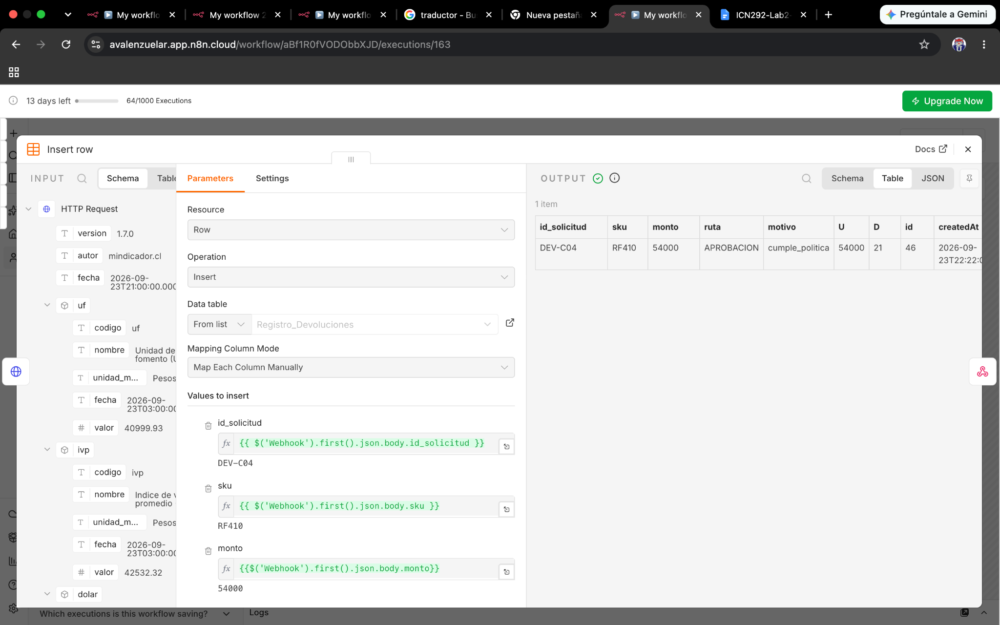 My workflo
My workflow 2
My workflo
traductor - Bu
Nueva pestaña
My workflo
ICN292-Lab2-
Pregúntale a Gemini
avalenzuelar.app.n8n.cloud/workflow/aBf1R0fVODObbXJD/executions/163
13 days left
64/1000 Executions
Upgrade Now
Insert row
Docs
INPUT
Schema
Table
Parameters
Settings
OUTPUT
Schema
Table
JSON
HTTP Request
T version 1.7.0
T autor mindicador.cl
T fecha 2026-09-
23T21:00:00.000
uf
T codigo uf
T nombre Unidad de
fomento (U
T unidad_m... Pesos
T fecha 2026-09-
23T03:00:00
# valor 40999.93
ivp
T codigo ivp
T nombre Indice de v
promedio
T unidad_m... Pesos
T fecha 2026-09-
23T03:00:00
# valor 42532.32
dolar
Resource
Row
Operation
Insert
Data table
From list
Registro_Devoluciones
Mapping Column Mode
Map Each Column Manually
Values to insert
id_solicitud
fx {{ $('Webhook').first().json.body.id_solicitud }}
DEV-C04
sku
fx {{ $('Webhook').first().json.body.sku }}
RF410
monto
fx {{$('Webhook').first().json.body.monto}}
54000
1 item
id_solicitud sku monto ruta motivo U D id createdAt
DEV-C04 RF410 54000 APROBACION cumple_politica 54000 21 46 2026-09-
23T22:22:0
Which executions is this workflow saving?
Logs